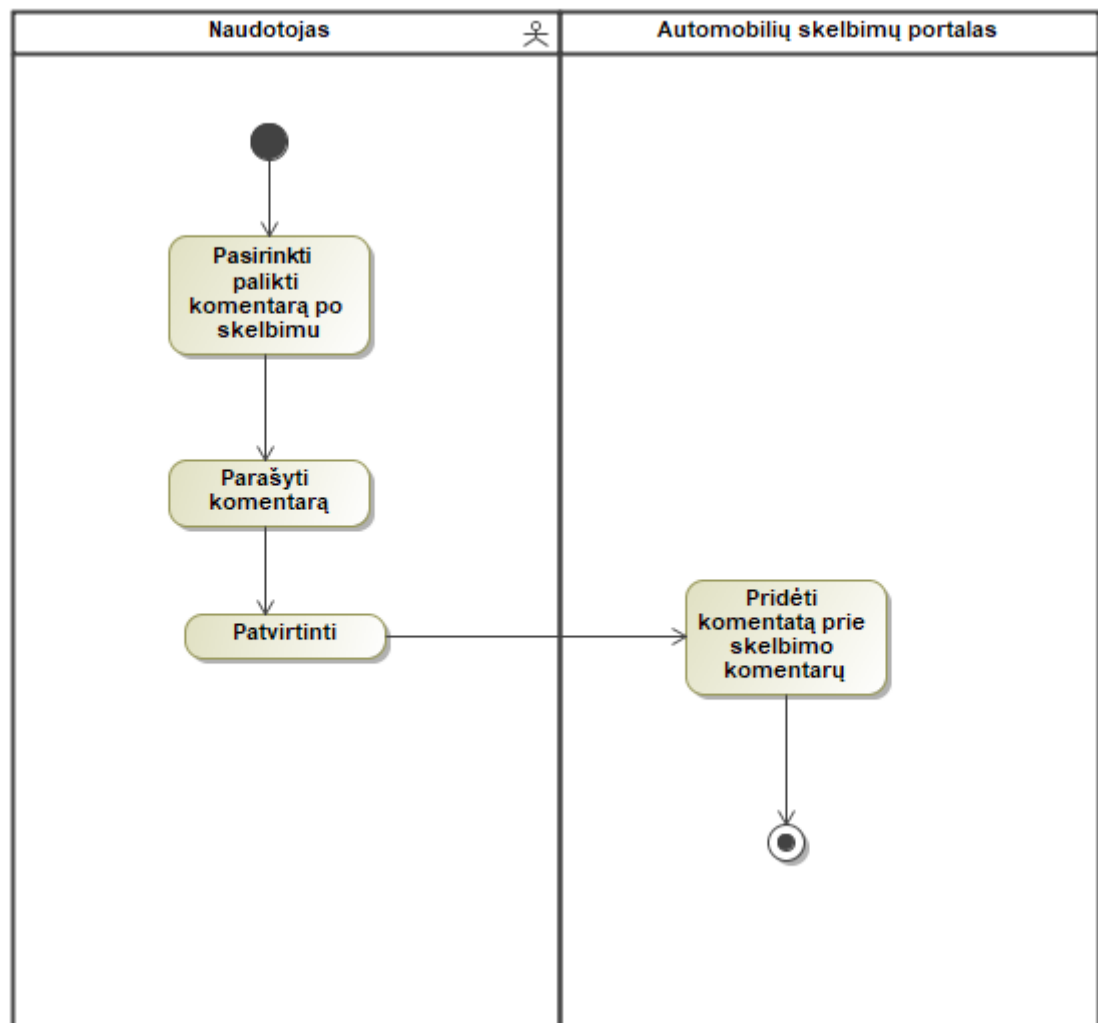 Naudotojas
Automobilių skelbimų portalas
Pasirinkti
palikti
komentarą po
skelbimu
Parašyti
komentarą
Patvirtinti
Pridėti
komentatą prie
skelbimo
komentarų